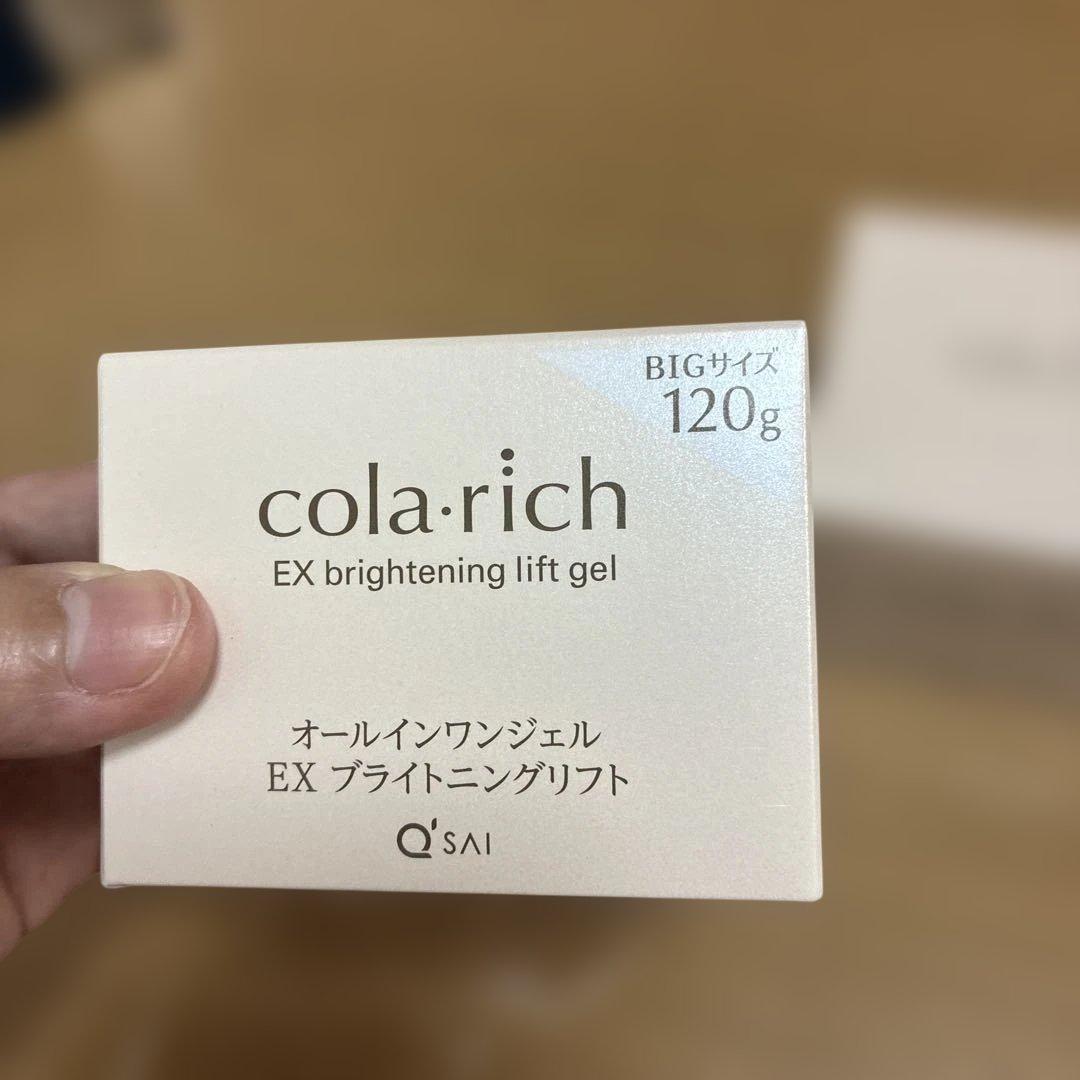 BIGサイズ
120g
cola·rich
EX brightening lift gel
オールインワンジェル
EX ブライトニングリフト
Q'SAI